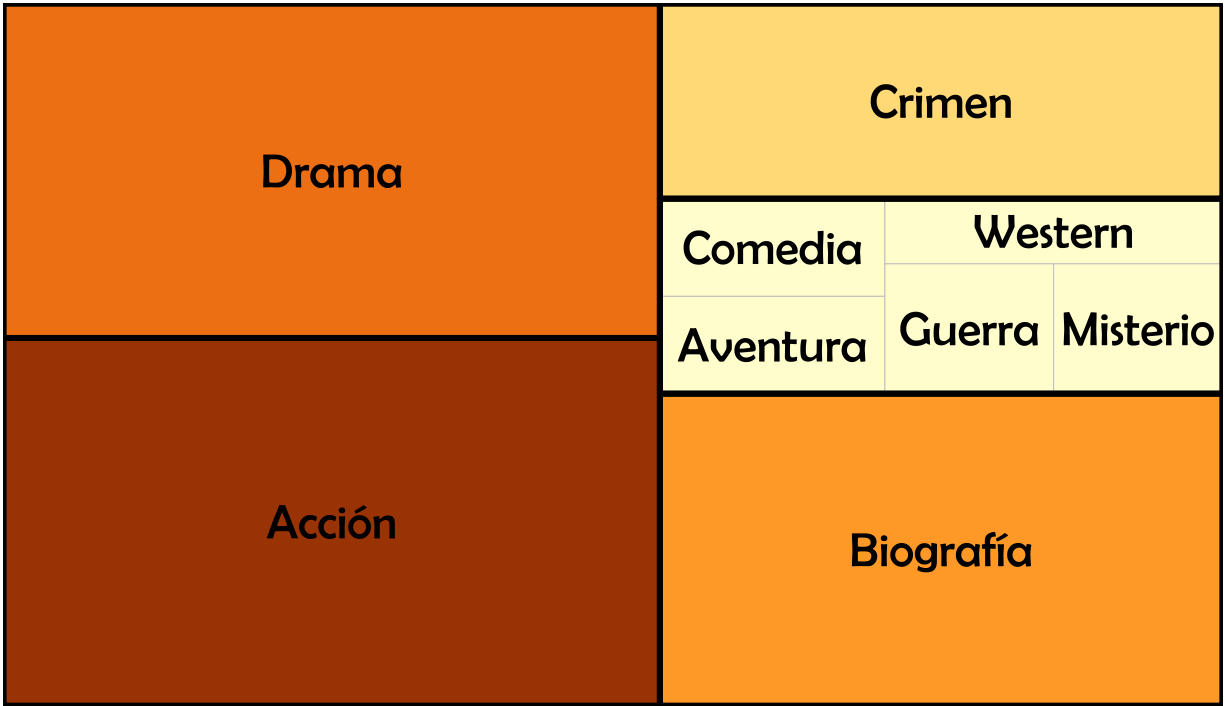 Drama
Acción
Crimen
Comedia
Aventura
Western
Guerra
Misterio
Biografía